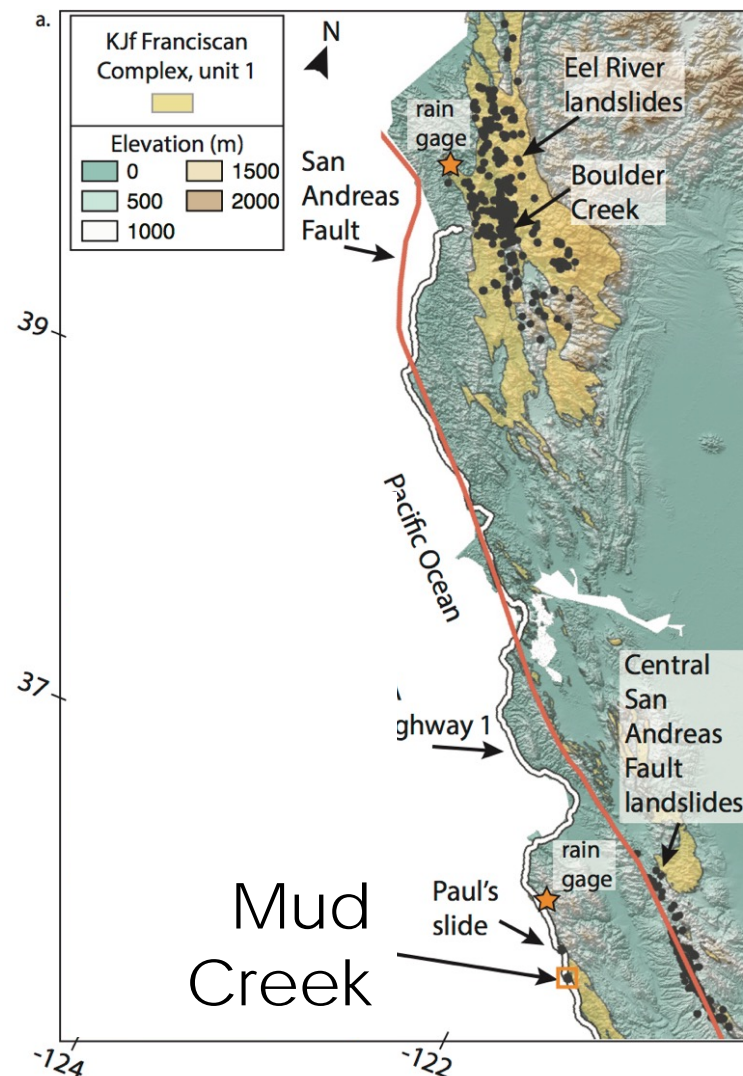 a.
KJf Franciscan
Complex, unit 1
Elevation (m)
0
1500
500
2000
1000
N
rain
gage
San
Andreas
Fault
Eel River
landslides
Boulder
Creek
39
Pacific Ocean
37
ghway 1
Central
San
Andreas
Fault
landslides
rain
gage
Paul's
slide
Mud
Creek
-124
-122